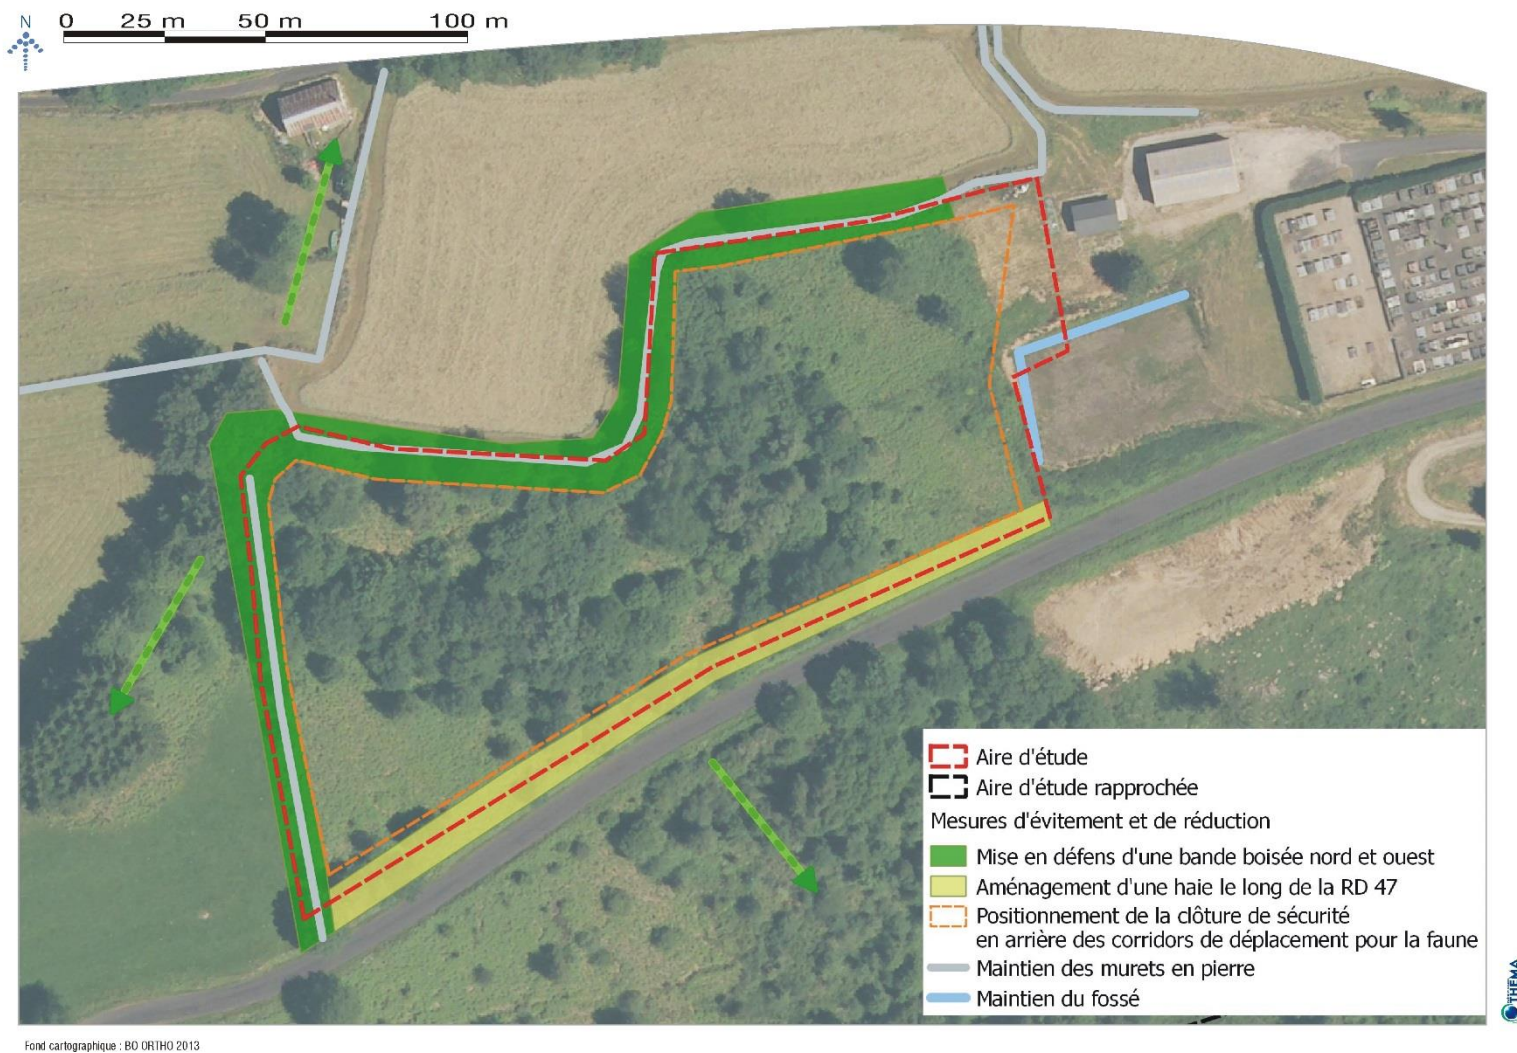 N
0 25 m 50 m 100 m
Aire d'étude
Aire d'étude rapprochée
Mesures d'évitement et de réduction
Mise en défens d'une bande boisée nord et ouest
Aménagement d'une haie le long de la RD 47
Positionnement de la clôture de sécurité
en arrière des corridors de déplacement pour la faune
Maintien des murets en pierre
Maintien du fossé
THEMA
Fond cartographique : BD ORTHO 2013